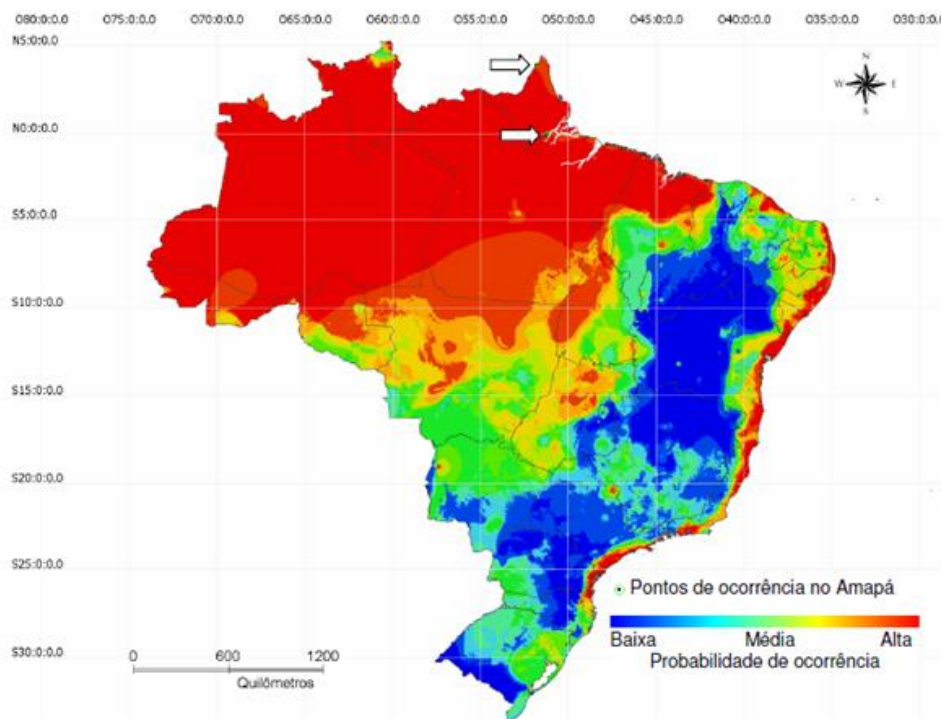 O80:0:0.0 O70:0:0.0 O65:0:0.0 O60:0:0.0 O55:0:0.0 O50:0:0.0 O45:0:0.0 O40:0:0.0 O35:0:0.0 O30:0:0.0
N5:0:0.0
N
W E
S
N0:0:0.0
S5:0:0.0
S10:0:0.0
S15:0:0.0
S20:0:0.0
S25:0:0.0
Pontos de ocorrência no Amapá
Baixa Média Alta
Probabilidade de ocorrência
S30:0:0.0
0 600 1200
Quilômetros